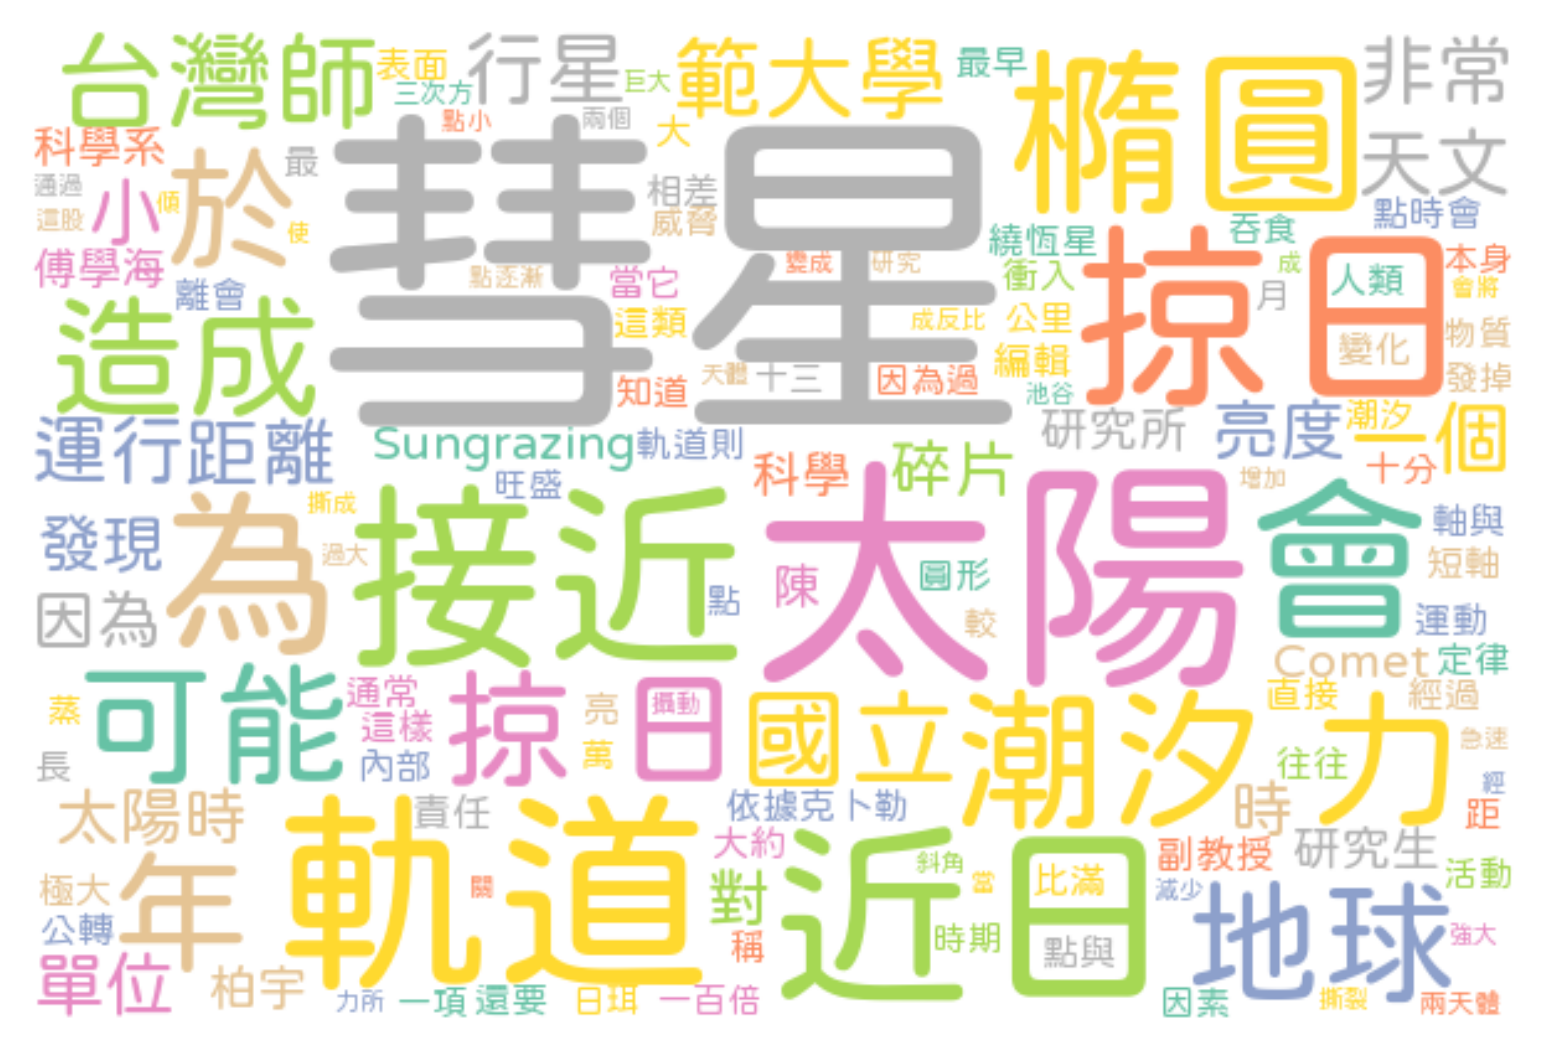 台灣師
表面
行星
巨大
範大學
最早
橢圓
非常
三次方
點小
兩個
大
科學系
於
最
彗星
相差
天文
通過
這股
小
傾
使
威脅
點時會
繞恆星
吞食
掠日
成
本身
傅學海
離會
點逐漸
當它
變成
研究
衝入
月
人類
會將
造成
這類
成反比
公里
變化
物質
知道
天體
十三
因為過
編輯
池谷
發掉
運行
距離
Sungrazing
軌道則
研究所
亮度
潮汐
一個
旺盛
科學
碎片
增加
十分
發現
為
撕成
過大
接近
太陽
陳
圓形
會
軸與
短軸
因為
點
較
運動
Comet
定律
可能
蒸
通常
這樣
掠日
攝動
亮
萬
國立
潮汐力
直接
經過
急速
長
內部
往往
經
太陽時
責任
軌道
依據克卜勒
時
距
大約
近日
斜角
當
比滿
副教授
研究生
極大
年
關
對
減少
地球
活動
公轉
稱
時期
點與
強大
單位
柏宇
力所
一項
還要
日珥
一百倍
因素
撕裂
兩天體